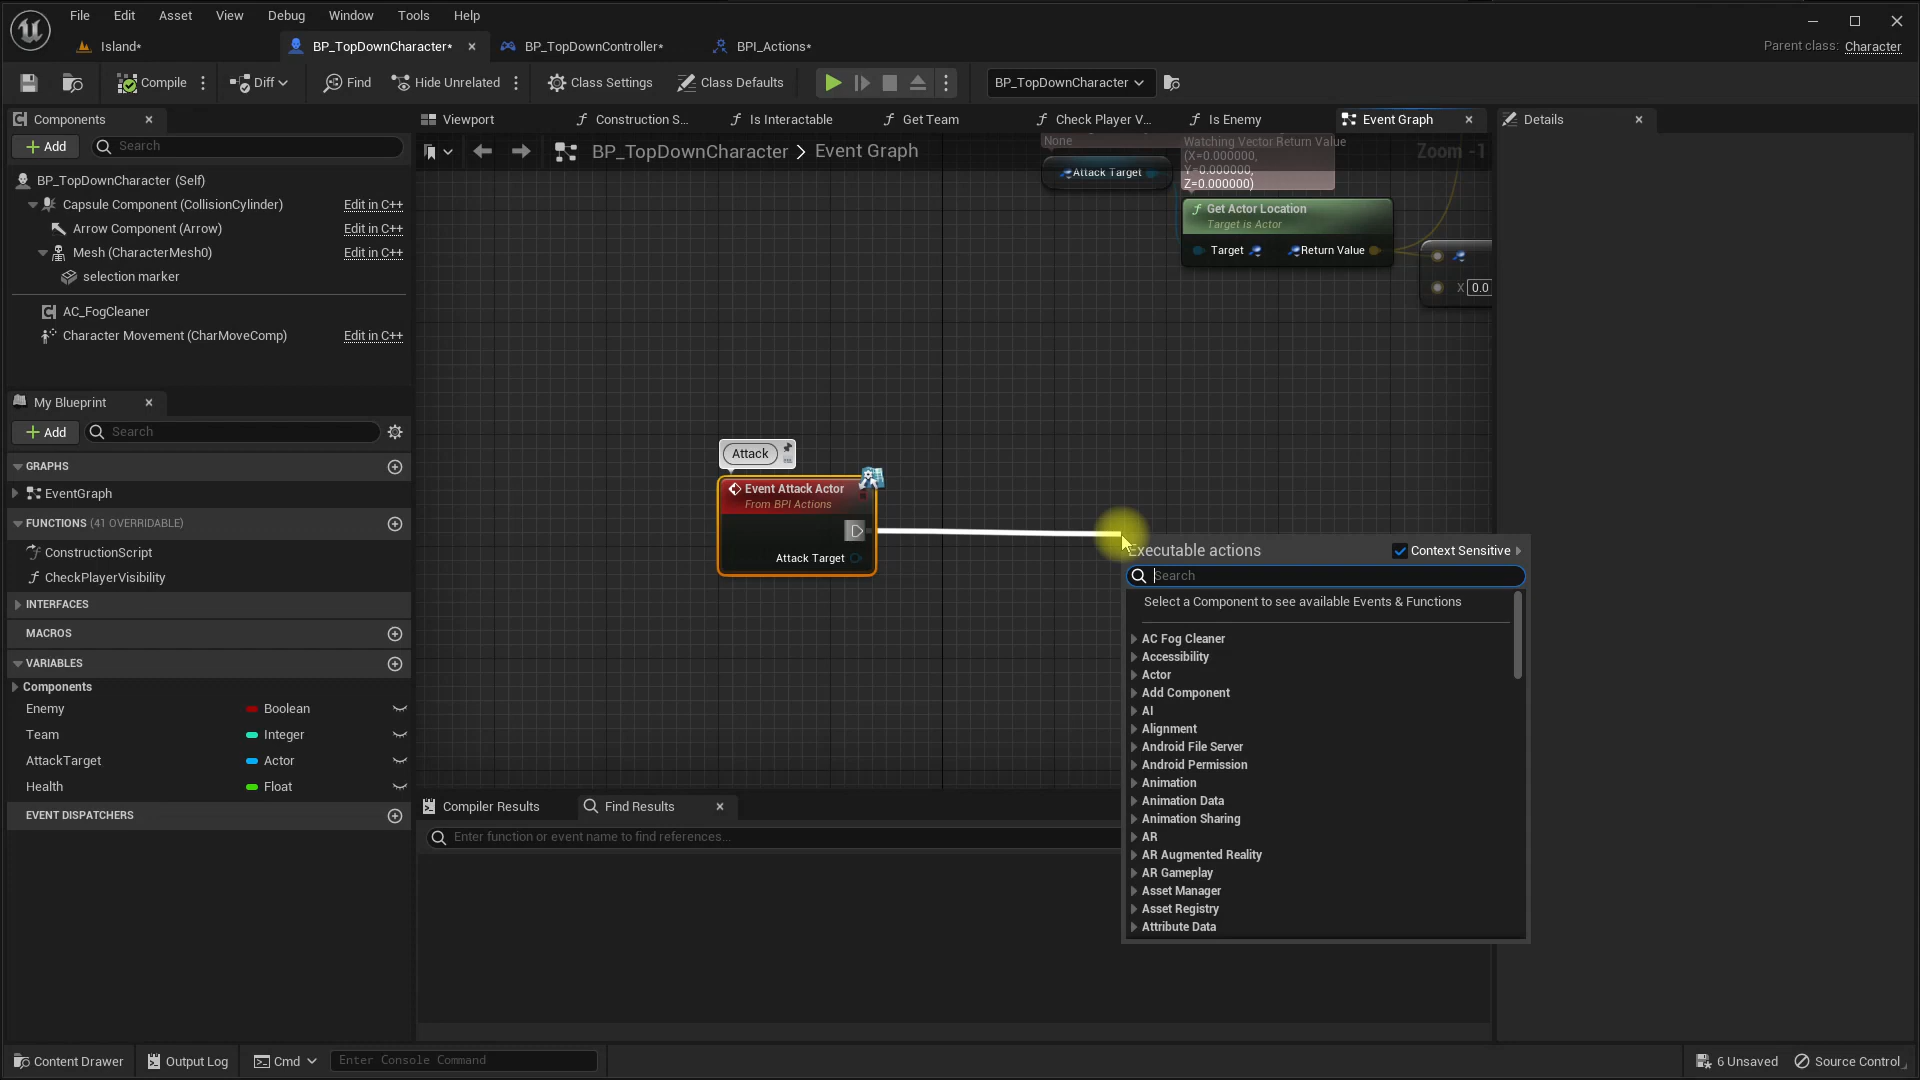 File Edit Asset View Debug Window Tools Help
Island*
BP_TopDownCharacter*
BP_TopDownController*
BPI_Actions*
Parent class: Character
Compile
Diff
Find
Hide Unrelated
Class Settings
Class Defaults
BP_TopDownCharacter
Components
Add
Search
BP_TopDownCharacter (Self)
Capsule Component (CollisionCylinder) Edit in C++
Arrow Component (Arrow) Edit in C++
Mesh (CharacterMesh0) Edit in C++
selection marker
AC_FogCleaner
Character Movement (CharMoveComp) Edit in C++
My Blueprint
Add
Search
GRAPHS
EventGraph
FUNCTIONS (41 OVERRIDABLE)
ConstructionScript
CheckPlayerVisibility
INTERFACES
MACROS
VARIABLES
Components
Enemy Boolean
Team Integer
AttackTarget Actor
Health Float
EVENT DISPATCHERS
Viewport
Construction S...
Is Interactable
Get Team
Check Player V...
Is Enemy
Event Graph
BP_TopDownCharacter > Event Graph
Zoom -1
None
Attack Target
Watching Vector Return Value
(X=0.000000,
Y=0.000000,
Z=0.000000)
Get Actor Location
Target is Actor
Target Return Value
X 0.0
Attack
Event Attack Actor
From BPI Actions
Attack Target
Executable actions
Context Sensitive
Search
Select a Component to see available Events & Functions
AC Fog Cleaner
Accessibility
Actor
Add Component
AI
Alignment
Android File Server
Android Permission
Animation
Animation Data
Animation Sharing
AR
AR Augmented Reality
AR Gameplay
Asset Manager
Asset Registry
Attribute Data
Details
Compiler Results
Find Results
Enter function or event name to find references...
Content Drawer
Output Log
Cmd
Enter Console Command
6 Unsaved
Source Control